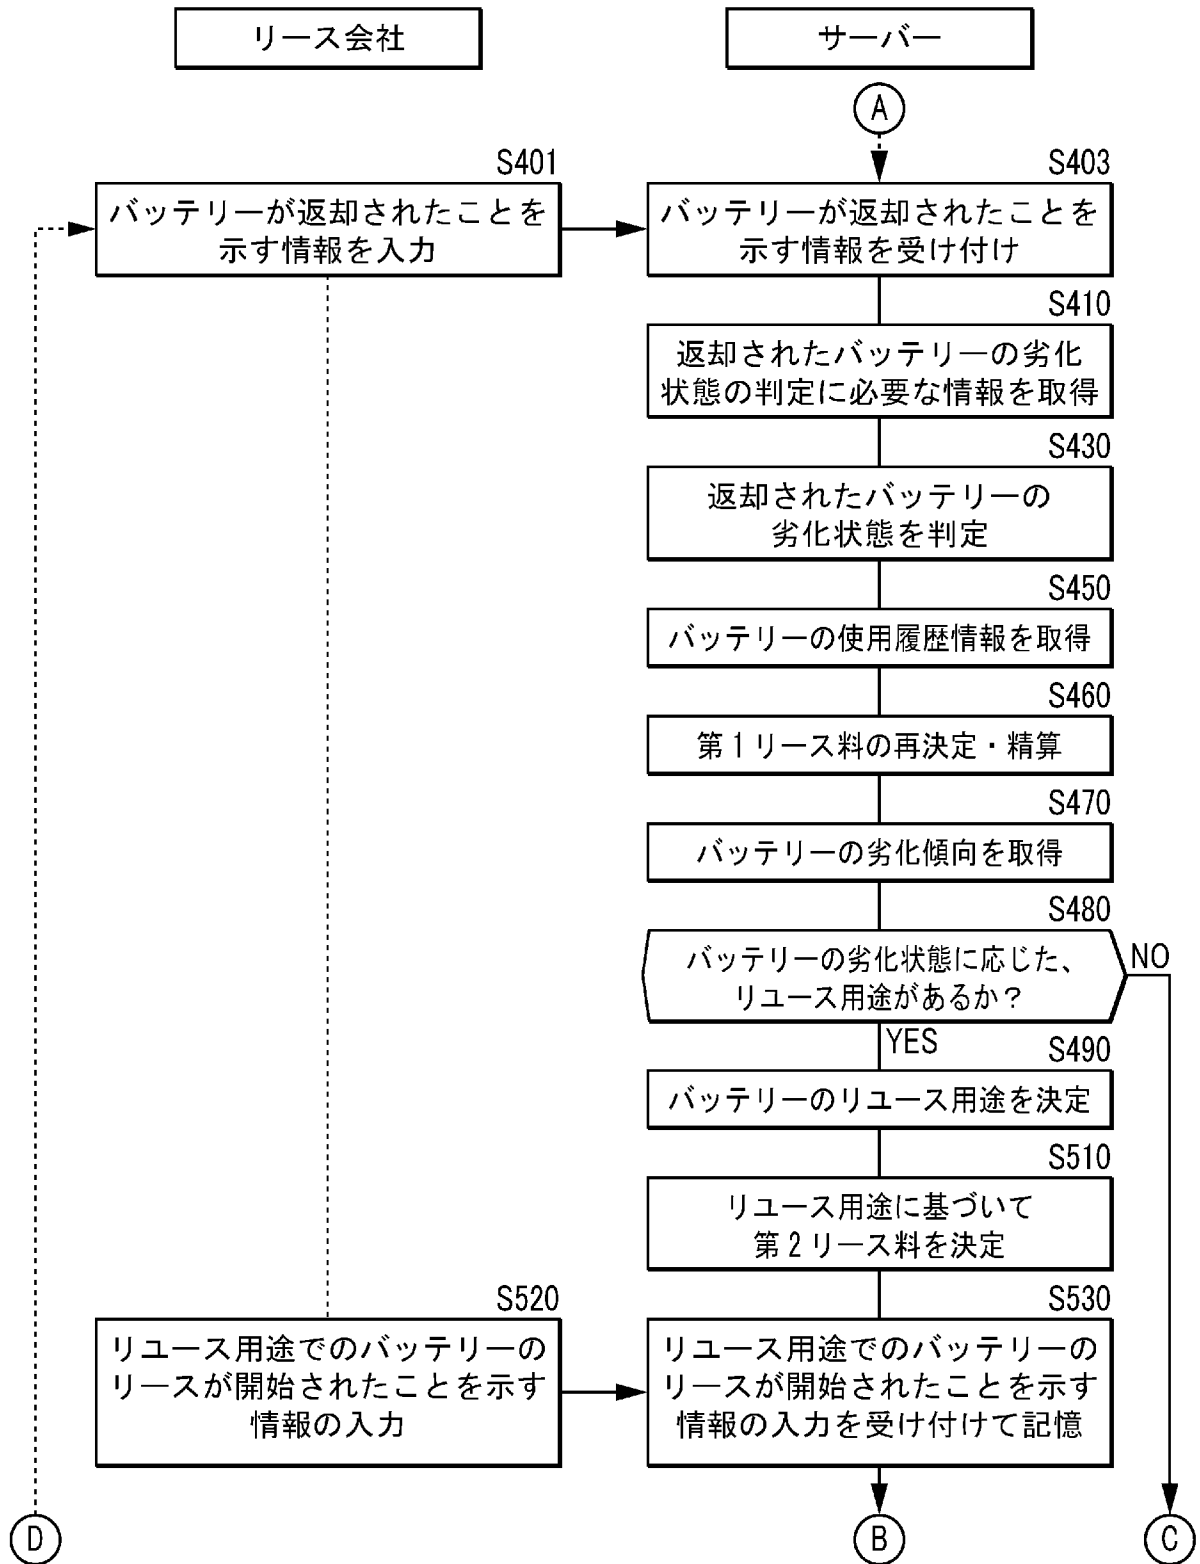 リース会社
サーバー
A
S401
バッテリーが返却されたことを
示す情報を入力
S403
バッテリーが返却されたことを
示す情報を受け付け
S410
返却されたバッテリーの劣化
状態の判定に必要な情報を取得
S430
返却されたバッテリーの
劣化状態を判定
S450
バッテリーの使用履歴情報を取得
S460
第1リース料の再決定・精算
S470
バッテリーの劣化傾向を取得
S480
バッテリーの劣化状態に応じた、
リユース用途があるか？
NO
YES
S490
バッテリーのリユース用途を決定
S510
リユース用途に基づいて
第2リース料を決定
S520
リユース用途でのバッテリーの
リースが開始されたことを示す
情報の入力
S530
リユース用途でのバッテリーの
リースが開始されたことを示す
情報の入力を受け付けて記憶
D
B
C